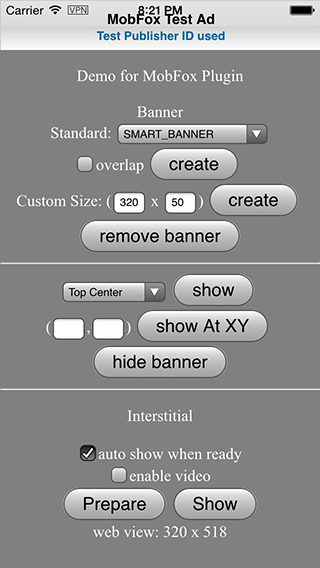 Carrier VPN 8:21 PM
MobFox Test Ad
Test Publisher ID used
Demo for MobFox Plugin
Banner
Standard: SMART_BANNER
overlap create
Custom Size: ( 320 x 50 ) create
remove banner
Top Center show
( , ) show At XY
hide banner
Interstitial
auto show when ready
enable video
Prepare Show
web view: 320 x 518